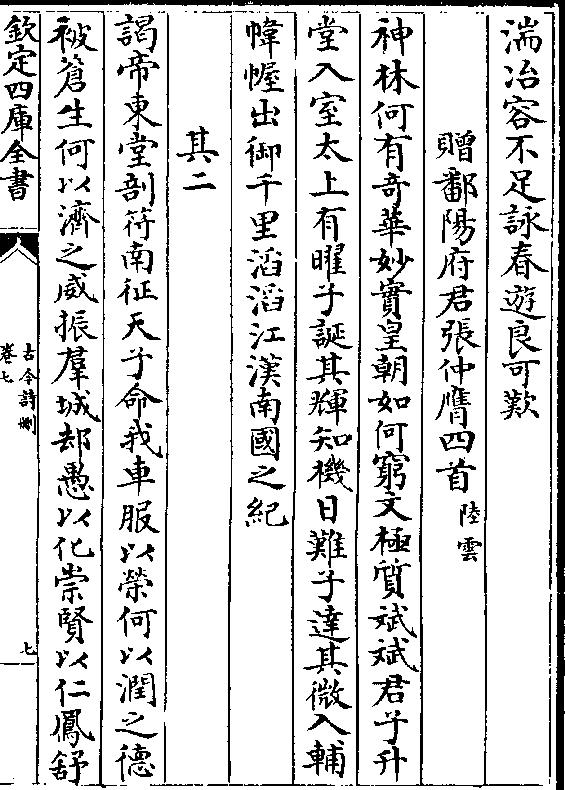 湍冶容不足詠春遊良可歎
贈鄱陽府君張仲膺四首 陸雲
神林何有奇華妙實皇朝如何窮文極質斌斌君子升
堂入室太上有曜子誕其輝知機日難子達其微入輔
幃幄出御千里滔滔江漢南國之紀
其二
謁帝東堂剖符南征天子命我車服以榮何以潤之德
被蒼生何以濟之威振羣城却愚以化崇賢以仁鳳舒
欽定四庫全書
古今詩刪
卷七
七